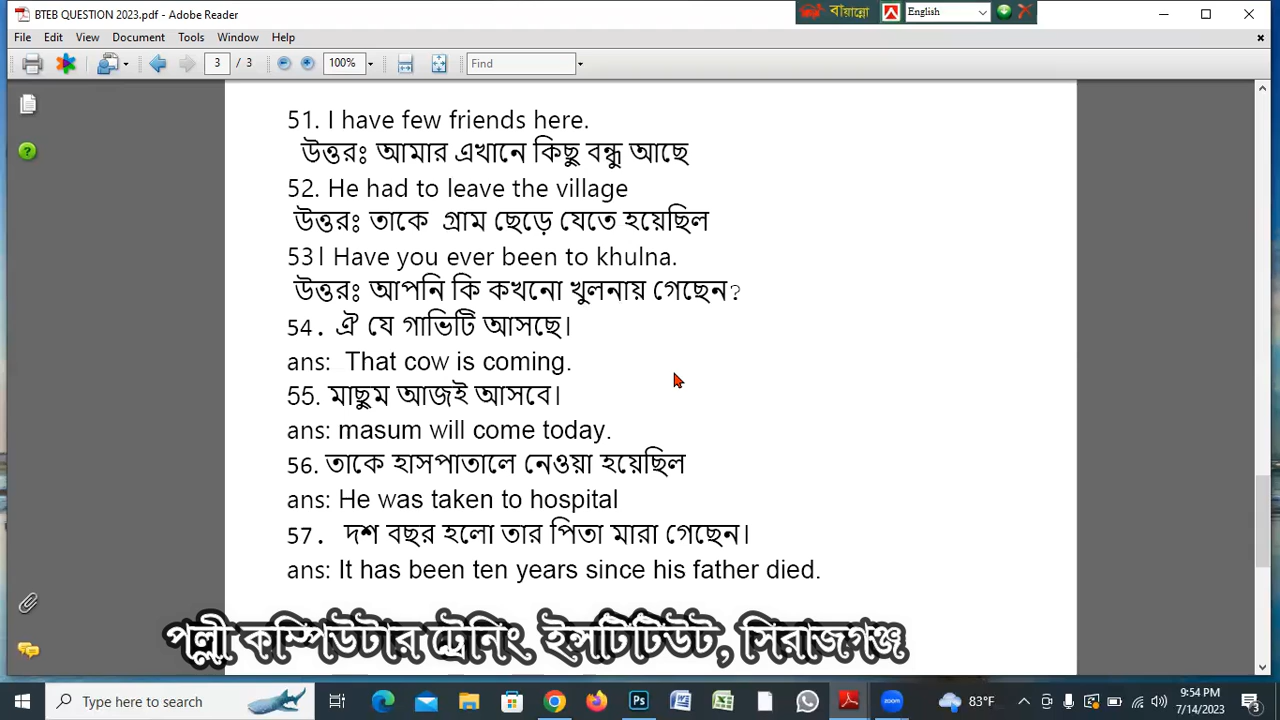 BTEB QUESTION 2023.pdf - Adobe Reader
বায়ান্নো English
File Edit View Document Tools Window Help
3 / 3 100% Find
51. I have few friends here.
উত্তরঃ আমার এখানে কিছু বন্ধু আছে
52. He had to leave the village
উত্তরঃ তাকে গ্রাম ছেড়ে যেতে হয়েছিল
53। Have you ever been to khulna.
উত্তরঃ আপনি কি কখনো খুলনায় গেছেন?
54. ঐ যে গাভিটি আসছে।
ans: That cow is coming.
55. মাছুম আজই আসবে।
ans: masum will come today.
56. তাকে হাসপাতালে নেওয়া হয়েছিল
ans: He was taken to hospital
57. দশ বছর হলো তার পিতা মারা গেছেন।
ans: It has been ten years since his father died.
পল্লী কম্পিউটার ট্রেনিং ইন্সটিটিউট, সিরাজগঞ্জ
Type here to search
Ps
zoom
83°F
9:54 PM
7/14/2023
3